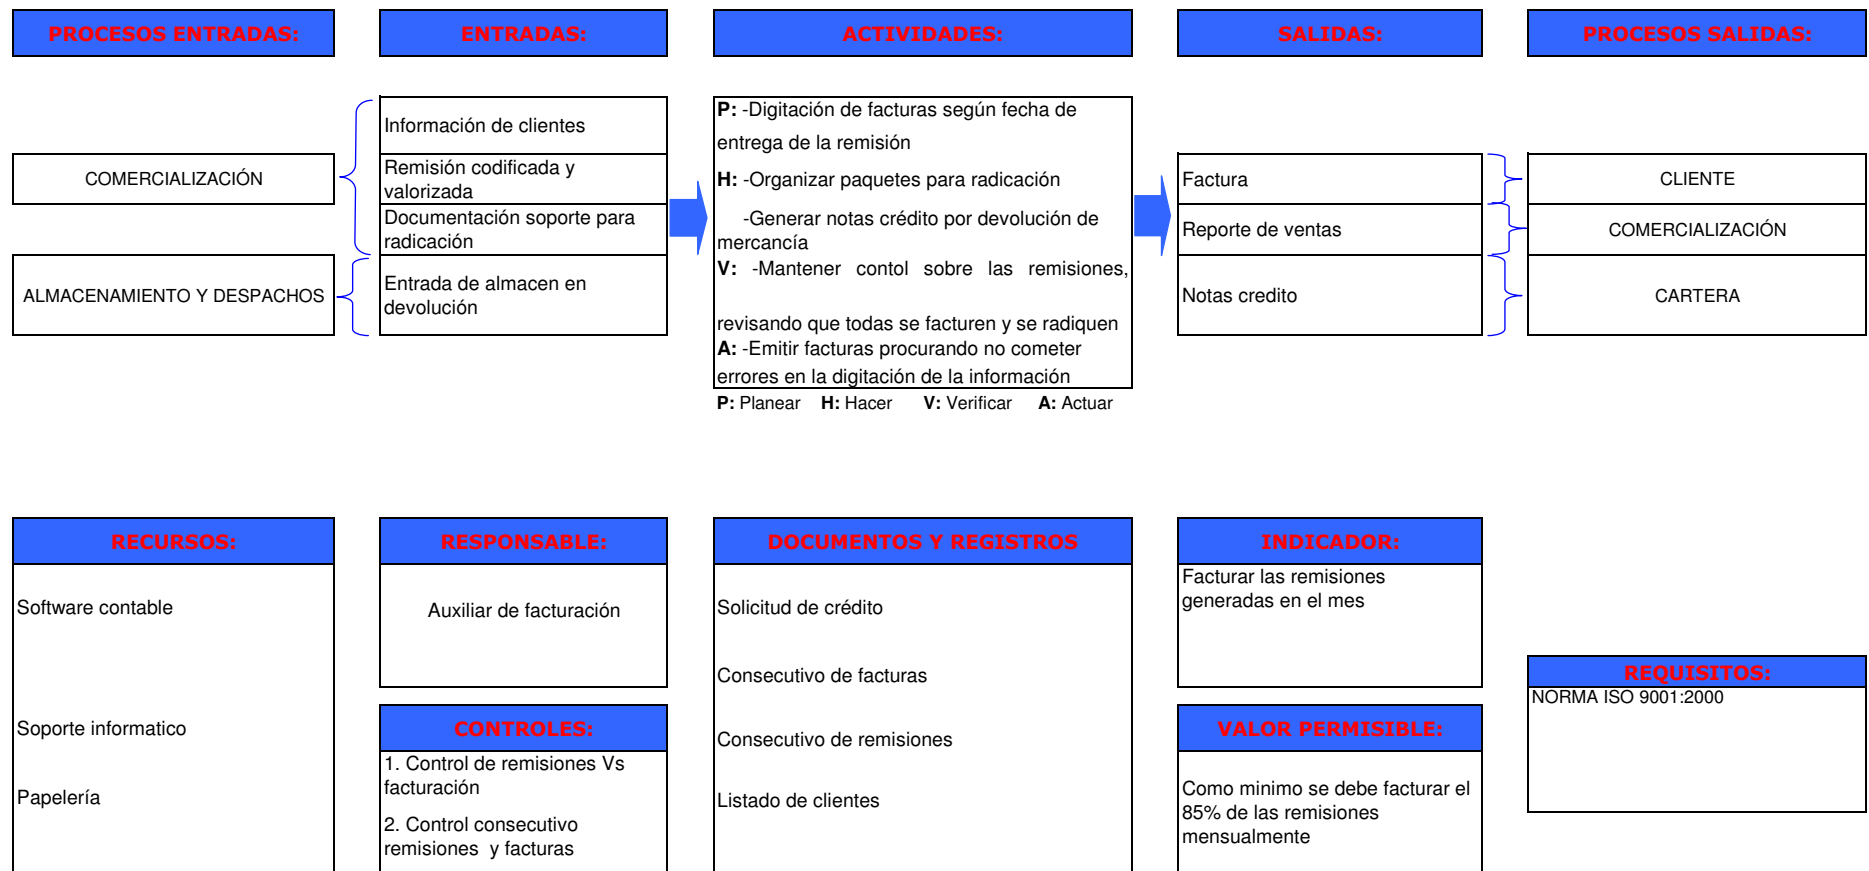 PROCESOS ENTRADAS:
ENTRADAS:
ACTIVIDADES:
SALIDAS:
PROCESOS SALIDAS:
COMERCIALIZACIÓN
ALMACENAMIENTO Y DESPACHOS
Información de clientes
Remisión codificada y
valorizada
Documentación soporte para
radicación
Entrada de almacen en
devolución
P: -Digitación de facturas según fecha de
entrega de la remisión
H: -Organizar paquetes para radicación
-Generar notas crédito por devolución de
mercancía
V: -Mantener contol sobre las remisiones,
revisando que todas se facturen y se radiquen
A: -Emitir facturas procurando no cometer
errores en la digitación de la información
P: Planear H: Hacer V: Verificar A: Actuar
Factura
Reporte de ventas
Notas credito
CLIENTE
COMERCIALIZACIÓN
CARTERA
RECURSOS:
Software contable
Soporte informatico
Papelería
RESPONSABLE:
Auxiliar de facturación
CONTROLES:
1. Control de remisiones Vs
facturación
2. Control consecutivo
remisiones y facturas
DOCUMENTOS Y REGISTROS
Solicitud de crédito
Consecutivo de facturas
Consecutivo de remisiones
Listado de clientes
INDICADOR:
Facturar las remisiones
generadas en el mes
VALOR PERMISIBLE:
Como minimo se debe facturar el
85% de las remisiones
mensualmente
REQUISITOS:
NORMA ISO 9001:2000